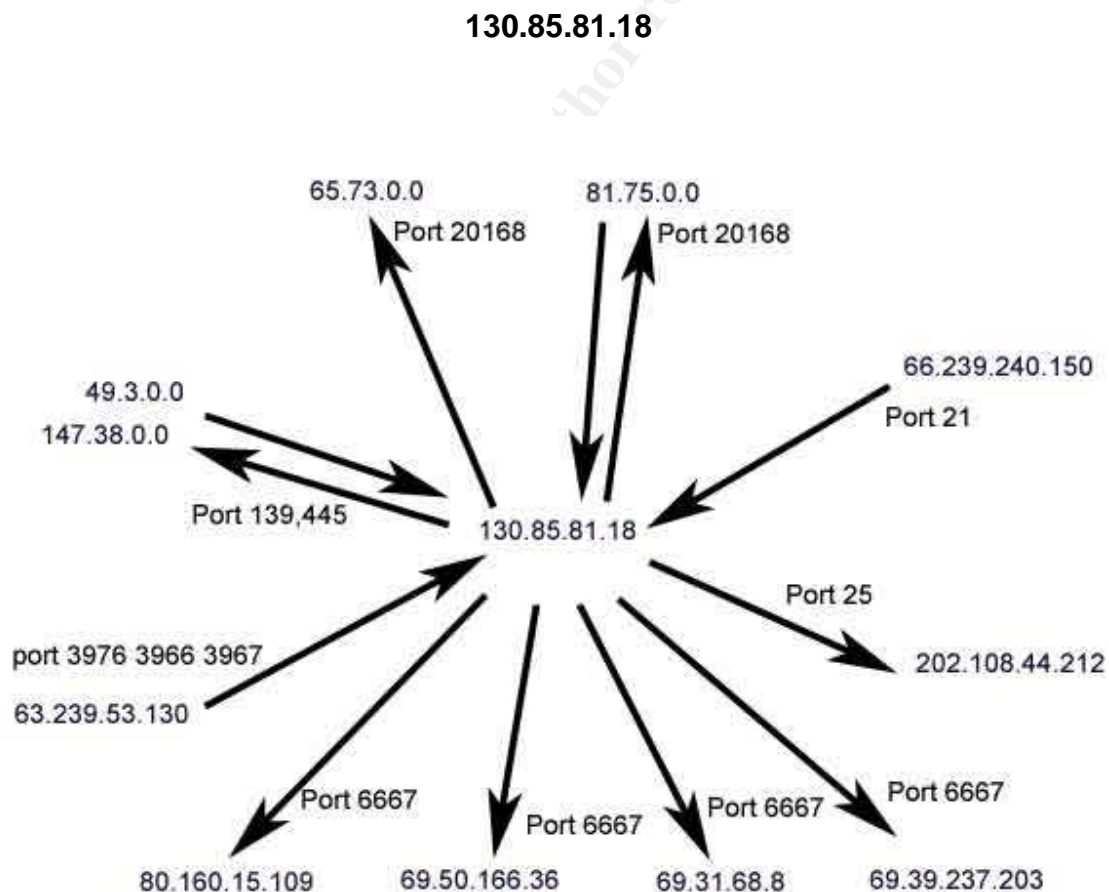 130.85.81.18
65.73.0.0
81.75.0.0
Port 20168
Port 20168
66.239.240.150
Port 21
49.3.0.0
147.38.0.0
Port 139,445
130.85.81.18
Port 25
port 3976 3966 3967
202.108.44.212
63.239.53.130
Port 6667
Port 6667
Port 6667
Port 6667
80.160.15.109
69.50.166.36
69.31.68.8
69.39.237.203